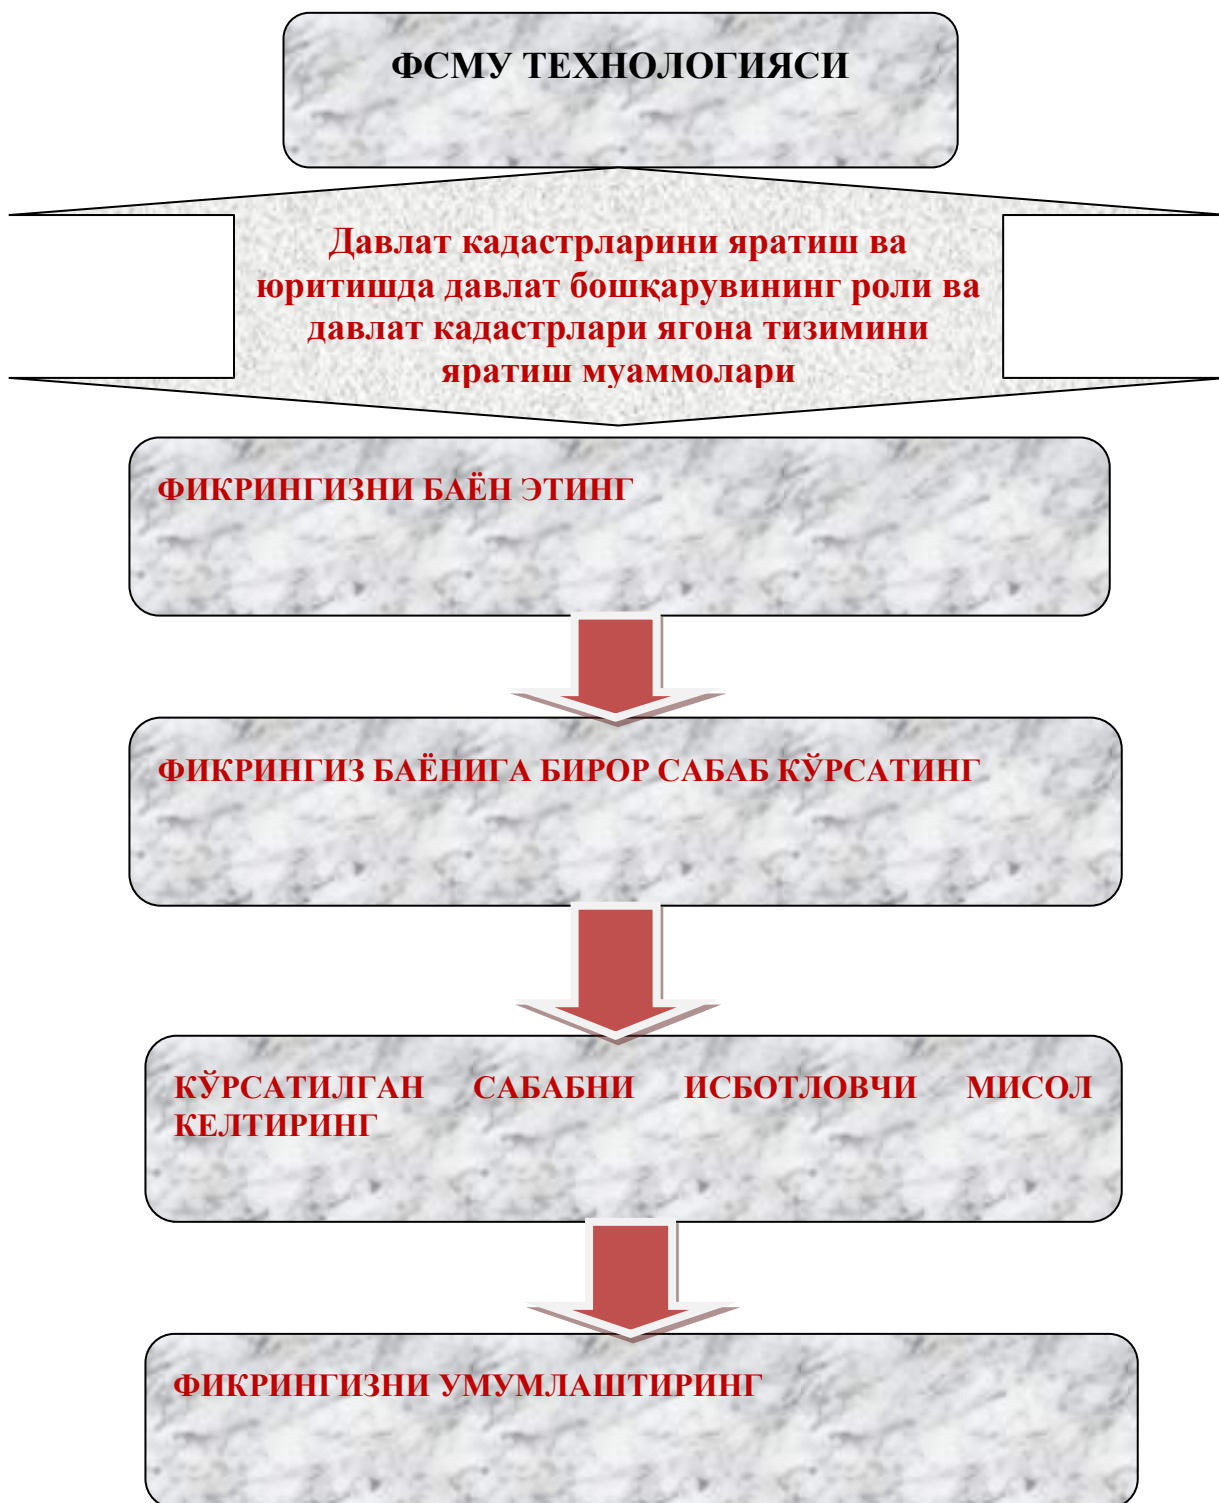 ФСМУ ТЕХНОЛОГИЯСИ
Давлат кадастрларини яратиш ва
юритишда давлат бошқарувининг роли ва
давлат кадастрлари ягона тизимини
яратиш муаммолари
ФИКРИНГИЗНИ БАЁН ЭТИНГ
ФИКРИНГИЗ БАЁНИГА БИРОР САБАБ КЎРСАТИНГ
КЎРСАТИЛГАН САБАБНИ ИСБОТЛОВЧИ МИСОЛ
КЕЛТИРИНГ
ФИКРИНГИЗНИ УМУМЛАШТИРИНГ